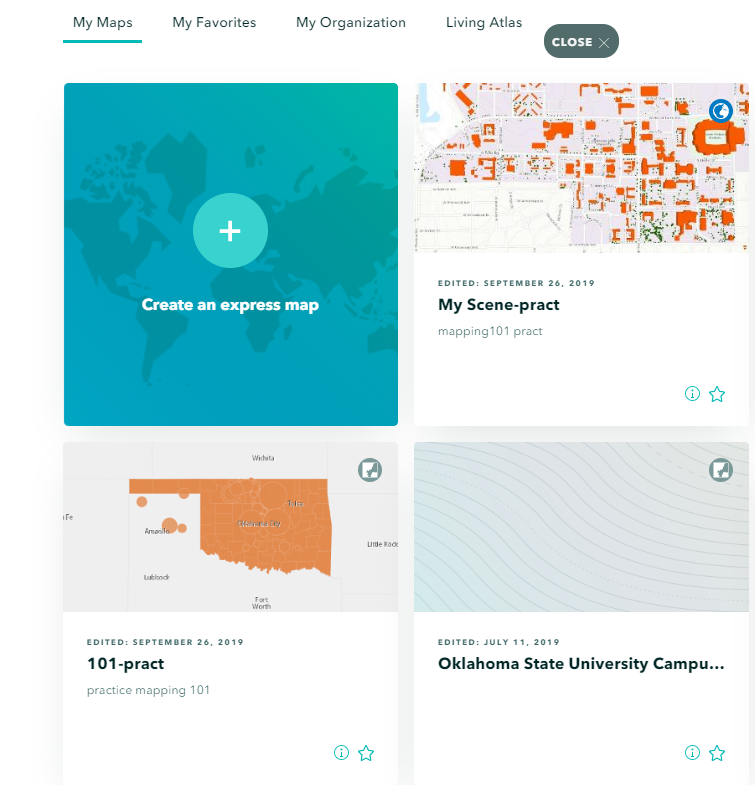 My Maps My Favorites My Organization Living Atlas
CLOSE
Create an express map
EDITED: SEPTEMBER 26, 2019
My Scene-pract
mapping101 pract
Wichita
Tulsa
Oklahoma City
a Fe
Amarillo
Little Rock
Lubbock
Fort
Worth
EDITED: SEPTEMBER 26, 2019
101-pract
practice mapping 101
EDITED: JULY 11, 2019
Oklahoma State University Campu...